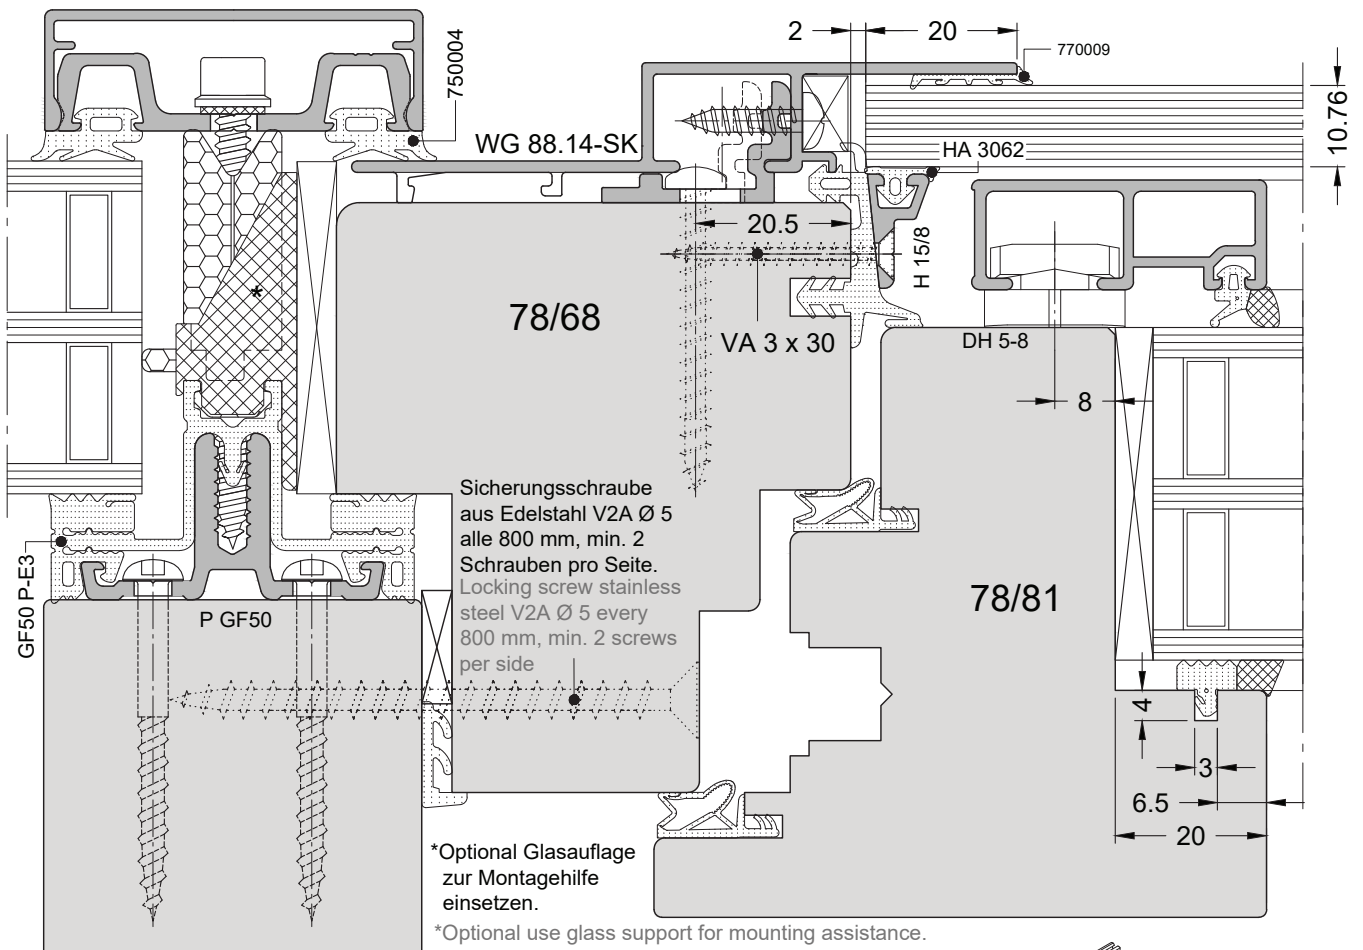 2
20
770009
750004
WG 88.14-SK
HA 3062
10.76
20.5
H 15/8
*
78/68
VA 3 x 30
DH 5-8
8
Sicherungsschraube
aus Edelstahl V2A Ø 5
alle 800 mm, min. 2
Schrauben pro Seite.
Locking screw stainless
steel V2A Ø 5 every
800 mm, min. 2 screws
per side
GF50 P-E3
P GF50
78/81
4
3
6.5
20
*Optional Glasauflage
zur Montagehilfe
einsetzen.
*Optional use glass support for mounting assistance.